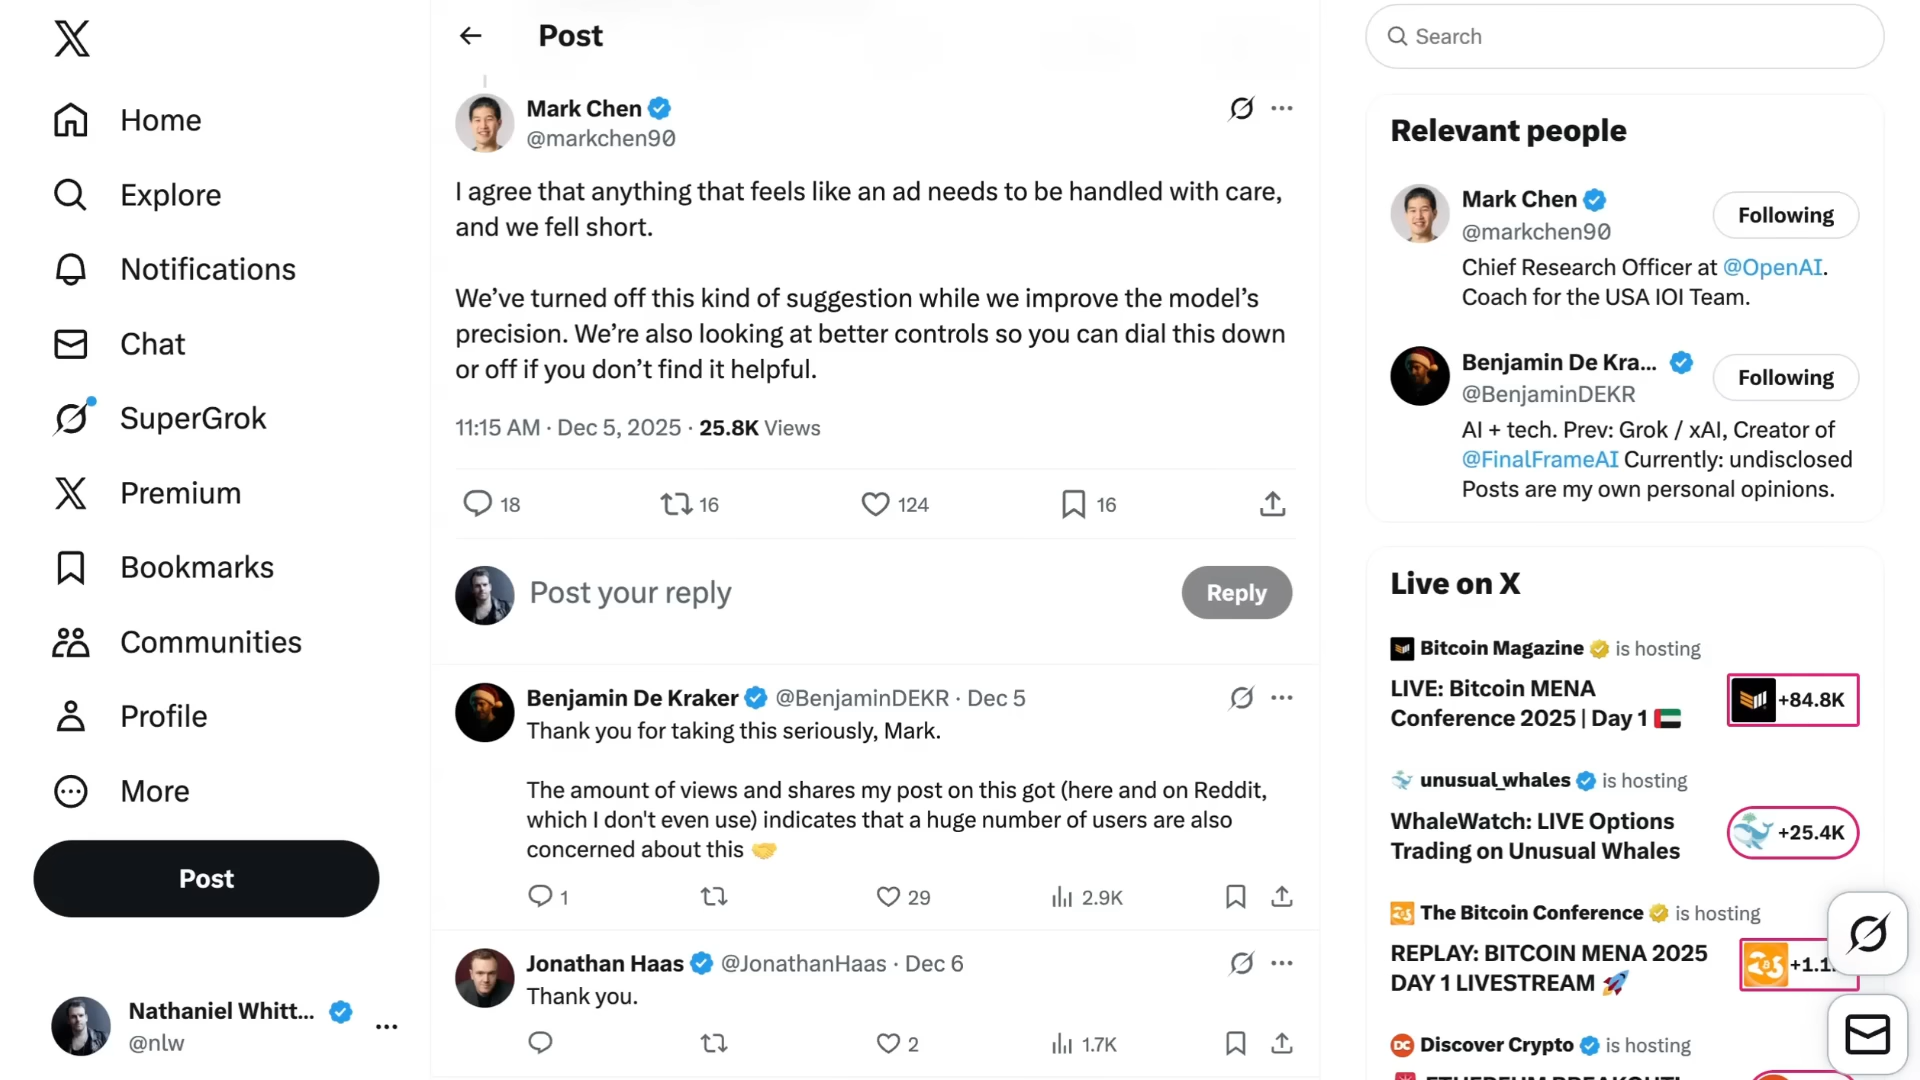 Home
Explore
Notifications
Chat
SuperGrok
Premium
Bookmarks
Communities
Profile
More
Post
Nathaniel Whitt...
@nlw
Post
Mark Chen
@markchen90
I agree that anything that feels like an ad needs to be handled with care,
and we fell short.
We’ve turned off this kind of suggestion while we improve the model’s
precision. We’re also looking at better controls so you can dial this down
or off if you don’t find it helpful.
11:15 AM · Dec 5, 2025 · 25.8K Views
18 16 124 16
Post your reply
Reply
Benjamin De Kraker @BenjaminDEKR · Dec 5
Thank you for taking this seriously, Mark.
The amount of views and shares my post on this got (here and on Reddit,
which I don't even use) indicates that a huge number of users are also
concerned about this 🤝
1 29 2.9K
Jonathan Haas @JonathanHaas · Dec 6
Thank you.
2 1.7K
Search
Relevant people
Mark Chen
@markchen90
Following
Chief Research Officer at @OpenAI.
Coach for the USA IOI Team.
Benjamin De Kra...
@BenjaminDEKR
Following
AI + tech. Prev: Grok / xAI, Creator of
@FinalFrameAI Currently: undisclosed
Posts are my own personal opinions.
Live on X
Bitcoin Magazine is hosting
LIVE: Bitcoin MENA
Conference 2025 | Day 1 🇦🇪
+84.8K
unusual_whales is hosting
WhaleWatch: LIVE Options
Trading on Unusual Whales
+25.4K
The Bitcoin Conference is hosting
REPLAY: BITCOIN MENA 2025
DAY 1 LIVESTREAM 🚀
+1.1
DC Discover Crypto is hosting
ETHEREUM BREAKOUT!